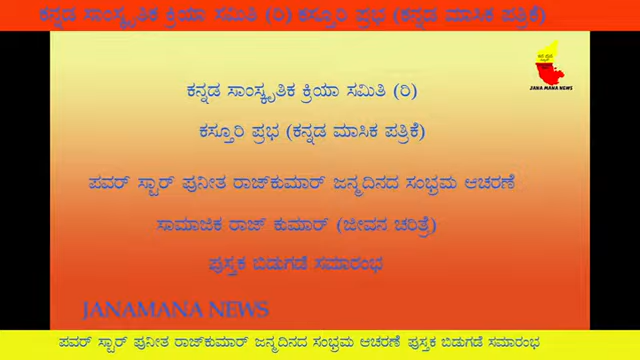 ಕನ್ನಡ ಸಾಂಸ್ಕೃತಿಕ ಕ್ರಿಯಾ ಸಮಿತಿ (ರಿ) ಕಸ್ತೂರಿ ಪ್ರಭ (ಕನ್ನಡ ಮಾಸಿಕ ಪತ್ರಿಕೆ)
JANA MANA NEWS
ಕನ್ನಡ ಸಾಂಸ್ಕೃತಿಕ ಕ್ರಿಯಾ ಸಮಿತಿ (ರಿ)
ಕಸ್ತೂರಿ ಪ್ರಭ (ಕನ್ನಡ ಮಾಸಿಕ ಪತ್ರಿಕೆ)
ಪವರ್ ಸ್ಟಾರ್ ಪುನೀತ ರಾಜ್‌ಕುಮಾರ್ ಜನ್ಮದಿನದ ಸಂಭ್ರಮ ಆಚರಣೆ
ಸಾಮಾಜಿಕ ರಾಜ್ ಕುಮಾರ್ (ಜೀವನ ಚರಿತ್ರೆ)
ಪುಸ್ತಕ ಬಿಡುಗಡೆ ಸಮಾರಂಭ
JANAMANA NEWS
ಪವರ್ ಸ್ಟಾರ್ ಪುನೀತ ರಾಜ್‌ಕುಮಾರ್ ಜನ್ಮದಿನದ ಸಂಭ್ರಮ ಆಚರಣೆ ಪುಸ್ತಕ ಬಿಡುಗಡೆ ಸಮಾರಂಭ